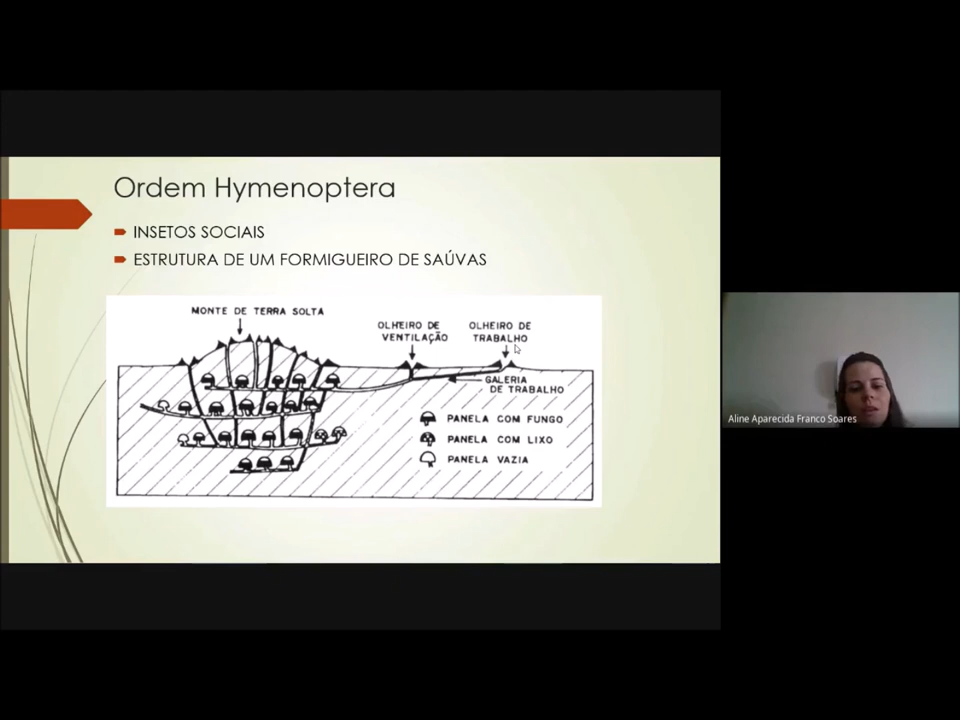 Ordem Hymenoptera
INSETOS SOCIAIS
ESTRUTURA DE UM FORMIGUEIRO DE SAÚVAS
MONTE DE TERRA SOLTA
OLHEIRO DE
VENTILAÇÃO
OLHEIRO DE
TRABALHO
GALERIA
DE TRABALHO
PANELA COM FUNGO
PANELA COM LIXO
PANELA VAZIA
Aline Aparecida Franco Soares